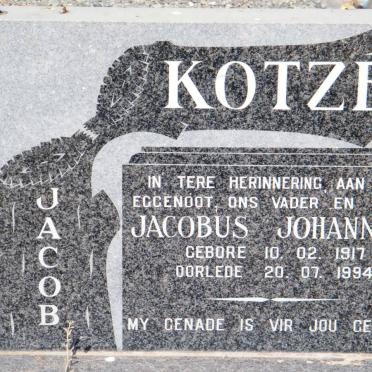 KOTZE
JACOB
IN TERE HERINNERING AAN
EGGENOOT, ONS VADER EN
JACOBUS JOHANN
GEBORE 10. 02. 1917
OORLEDE 20. 07. 1994
MY GENADE IS VIR JOU GE